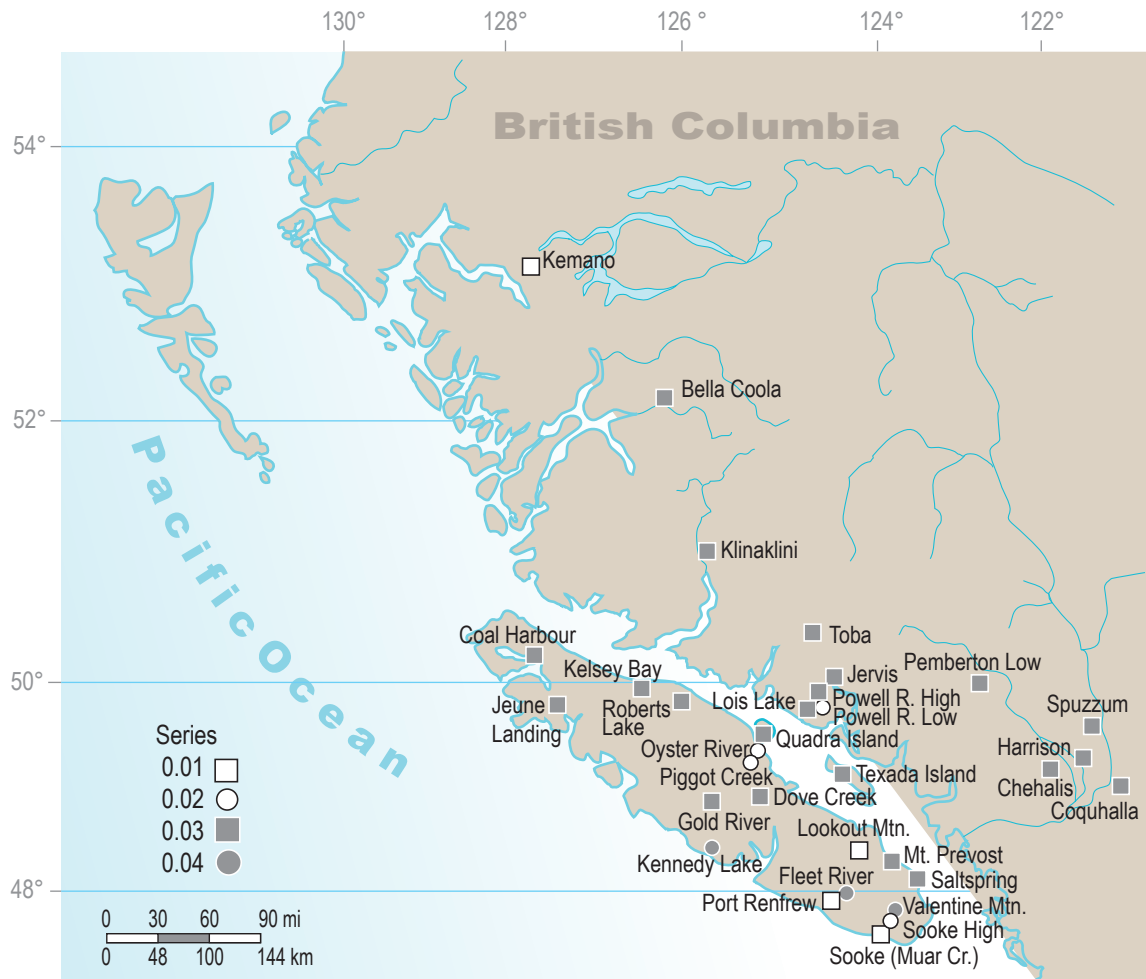 130°
128°
126°
124°
122°
British Columbia
54°
Kemano
Bella Coola
52°
Pacific Ocean
Klinaklini
Coal Harbour
Toba
Kelsey Bay
Jervis
Pemberton Low
50°
Lois Lake
Powell R. High
Jeune
Landing
Roberts
Lake
Powell R. Low
Spuzzum
Quadra Island
Oyster River
Harrison
Piggot Creek
Texada Island
Chehalis
Dove Creek
Coquhalla
Gold River
Lookout Mtn.
Kennedy Lake
Mt. Prevost
Fleet River
Saltspring
48°
Port Renfrew
Valentine Mtn.
Sooke High
Sooke (Muar Cr.)
Series
0.01
0.02
0.03
0.04
0 30 60 90 mi
0 48 100 144 km